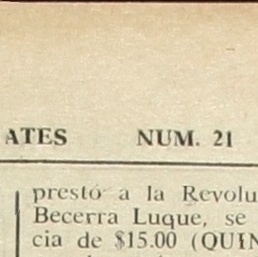 ATES NUM. 21
prestó a la Revolu
Becerra Luque, se
cia de $15.00 (QUIN